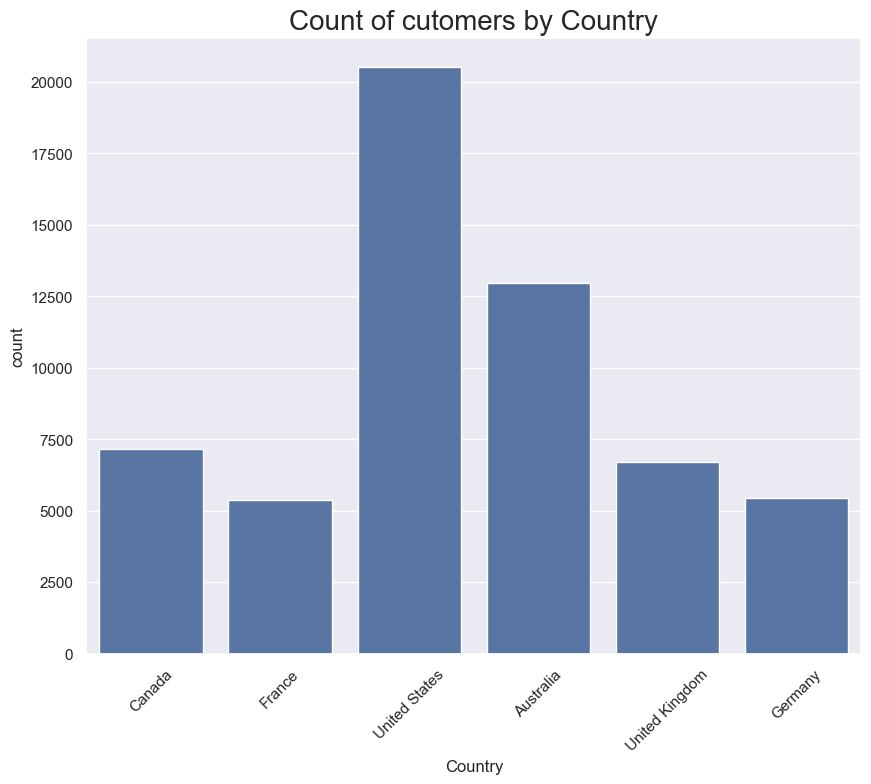 Count of cutomers by Country
20000
17500
15000
12500
10000
7500
5000
2500
0
count
Canada
France
United States
Australia
United Kingdom
Germany
Country